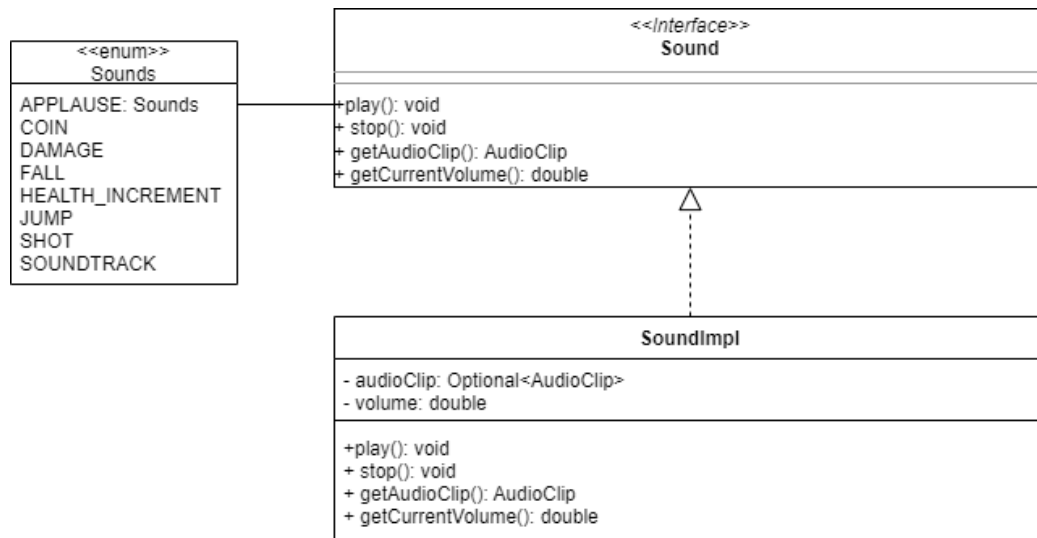 <<enum>>
Sounds
APPLAUSE: Sounds
COIN
DAMAGE
FALL
HEALTH_INCREMENT
JUMP
SHOT
SOUNDTRACK
<<Interface>>
Sound
+play(): void
+ stop(): void
+ getAudioClip(): AudioClip
+ getCurrentVolume(): double
SoundImpl
- audioClip: Optional<AudioClip>
- volume: double
+play(): void
+ stop(): void
+ getAudioClip(): AudioClip
+ getCurrentVolume(): double